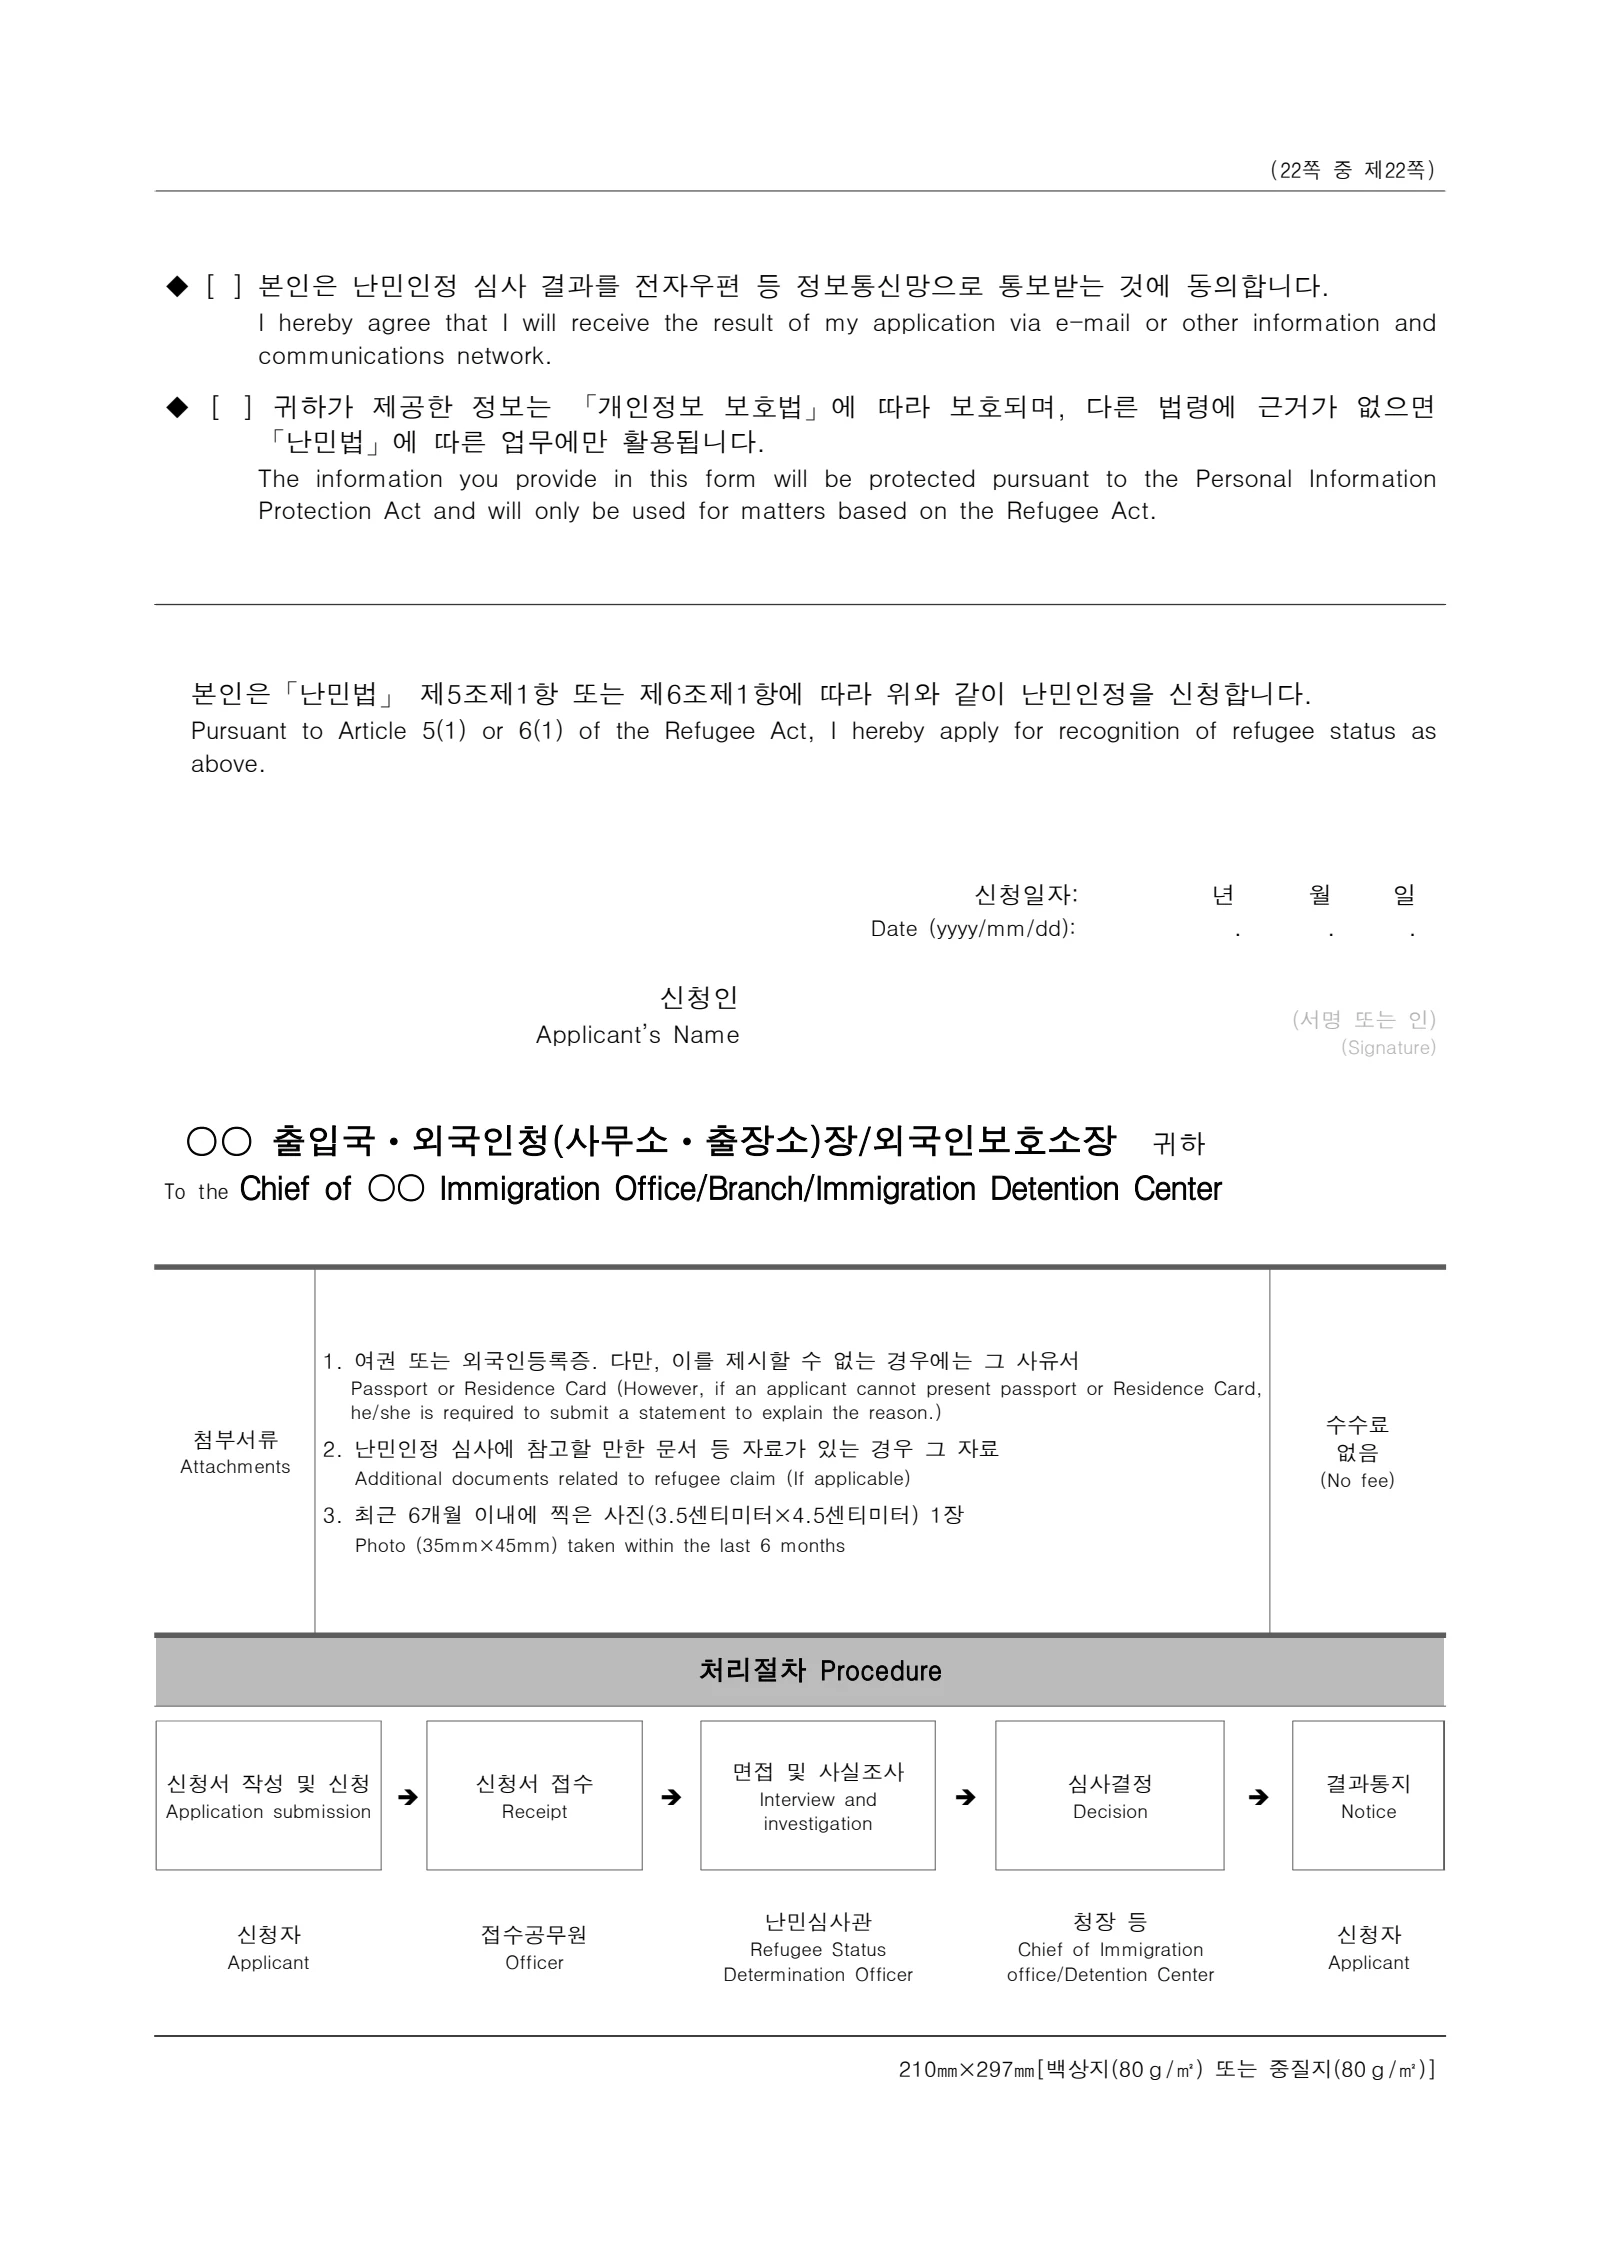 (22쪽 중 제22쪽)
◆ [ ] 본인은 난민인정 심사 결과를 전자우편 등 정보통신망으로 통보받는 것에 동의합니다.
I hereby agree that I will receive the result of my application via e-mail or other information and
communications network.
◆ [ ] 귀하가 제공한 정보는 「개인정보 보호법」에 따라 보호되며, 다른 법령에 근거가 없으면
「난민법」에 따른 업무에만 활용됩니다.
The information you provide in this form will be protected pursuant to the Personal Information
Protection Act and will only be used for matters based on the Refugee Act.
본인은「난민법」 제5조제1항 또는 제6조제1항에 따라 위와 같이 난민인정을 신청합니다.
Pursuant to Article 5(1) or 6(1) of the Refugee Act, I hereby apply for recognition of refugee status as
above.
신청일자: 년 월 일
Date (yyyy/mm/dd): . . .
신청인
Applicant's Name
(서명 또는 인)
(Signature)
○○ 출입국·외국인청(사무소·출장소)장/외국인보호소장 귀하
To the Chief of ○○ Immigration Office/Branch/Immigration Detention Center
첨부서류
Attachments
1. 여권 또는 외국인등록증. 다만, 이를 제시할 수 없는 경우에는 그 사유서
Passport or Residence Card (However, if an applicant cannot present passport or Residence Card,
he/she is required to submit a statement to explain the reason.)
2. 난민인정 심사에 참고할 만한 문서 등 자료가 있는 경우 그 자료
Additional documents related to refugee claim (If applicable)
3. 최근 6개월 이내에 찍은 사진(3.5센티미터×4.5센티미터) 1장
Photo (35mm×45mm) taken within the last 6 months
수수료
없음
(No fee)
처리절차 Procedure
신청서 작성 및 신청
Application submission
➔
신청서 접수
Receipt
➔
면접 및 사실조사
Interview and
investigation
➔
심사결정
Decision
➔
결과통지
Notice
신청자
Applicant
접수공무원
Officer
난민심사관
Refugee Status
Determination Officer
청장 등
Chief of Immigration
office/Detention Center
신청자
Applicant
210㎜×297㎜[백상지(80ｇ/㎡) 또는 중질지(80ｇ/㎡)]